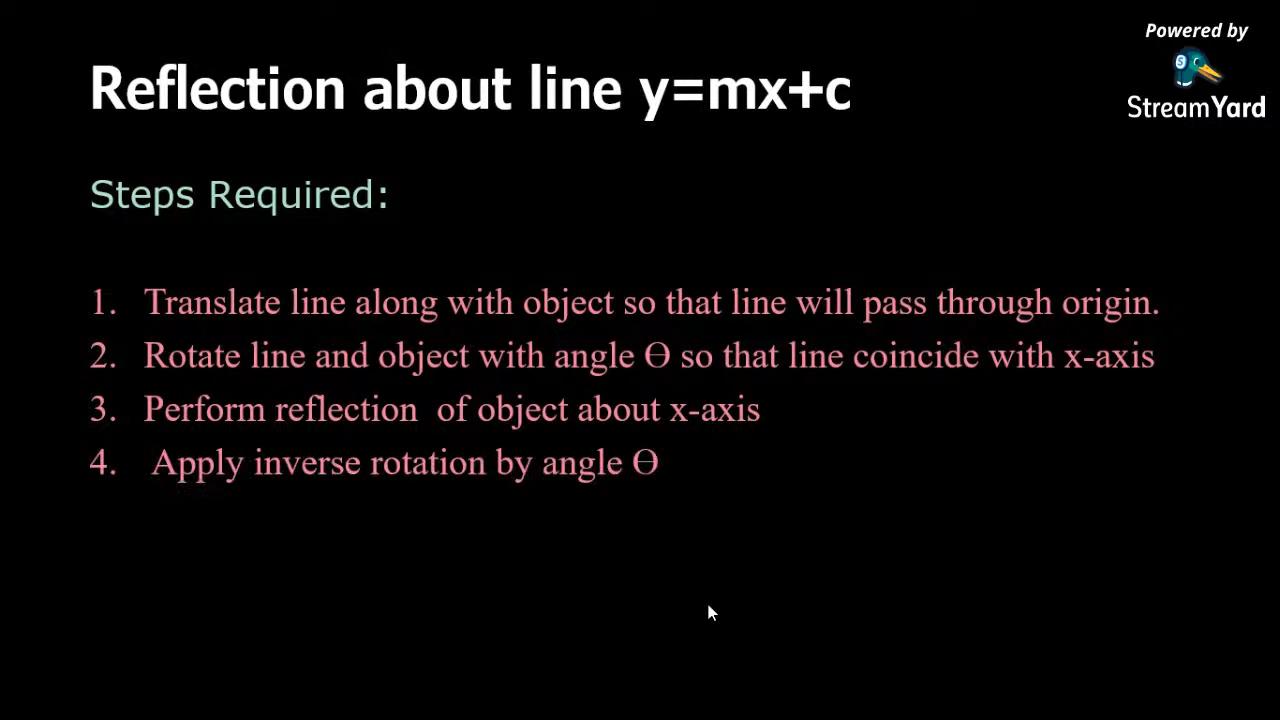 Powered by
StreamYard
Reflection about line y=mx+c
Steps Required:
1. Translate line along with object so that line will pass through origin.
2. Rotate line and object with angle Ө so that line coincide with x-axis
3. Perform reflection of object about x-axis
4. Apply inverse rotation by angle Ө